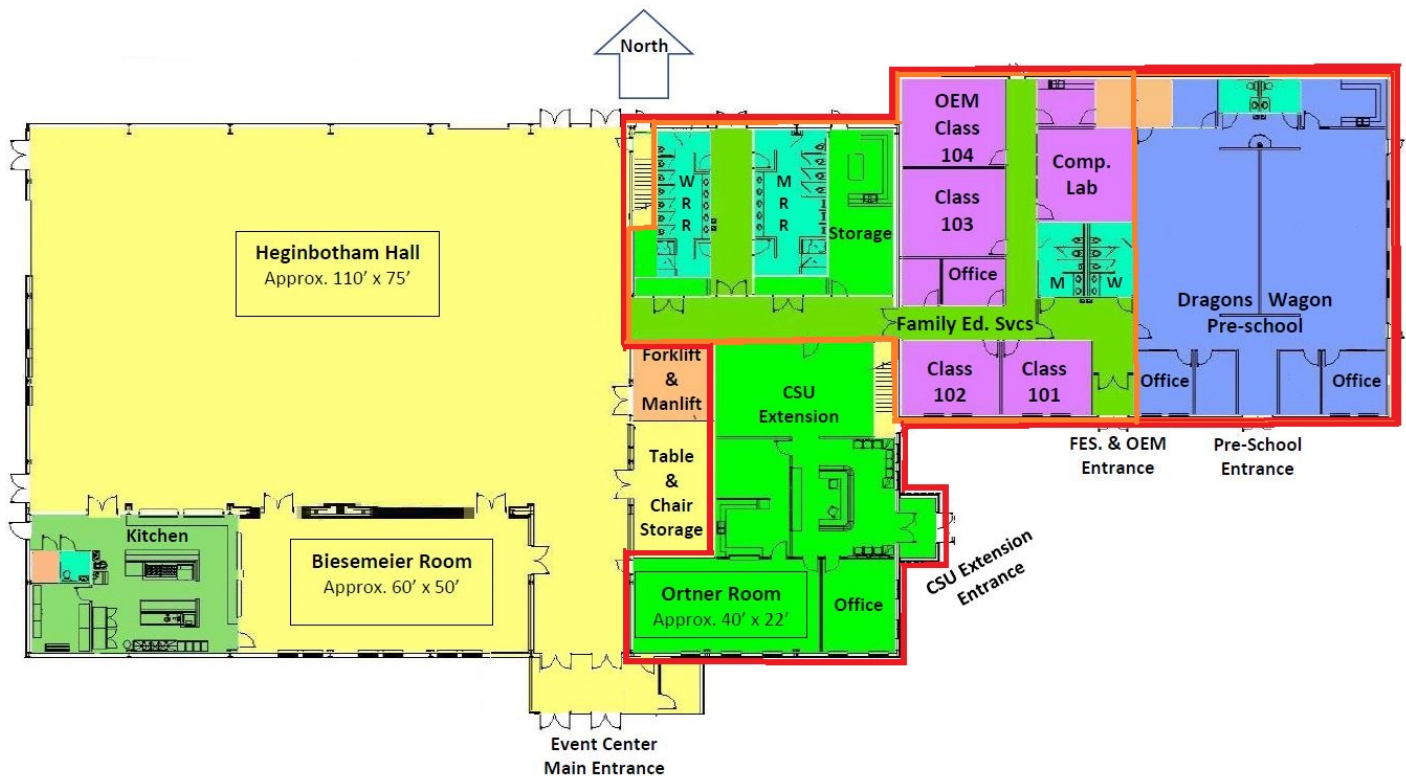 North
OEM
Class
104
Comp.
Lab
W
R
R
M
R
R
Class
103
Storage
Heginbotham Hall
Approx. 110' x 75'
Office
M
W
Dragons Wagon
Pre-school
Family Ed. Svcs
Forklift
&
Manlift
CSU
Extension
Class
102
Class
101
Office
Office
FES. & OEM
Entrance
Pre-School
Entrance
Table
&
Chair
Storage
Kitchen
Biesemeier Room
Approx. 60' x 50'
Ortner Room
Approx. 40' x 22'
Office
CSU Extension
Entrance
Event Center
Main Entrance